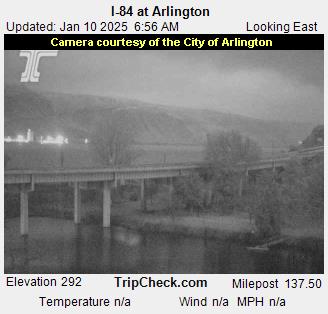 I-84 at Arlington
Updated: Jan 10 2025 6:56 AM Looking East
Camera courtesy of the City of Arlington
Elevation 292 TripCheck.com Milepost 137.50
Temperature n/a Wind n/a MPH n/a